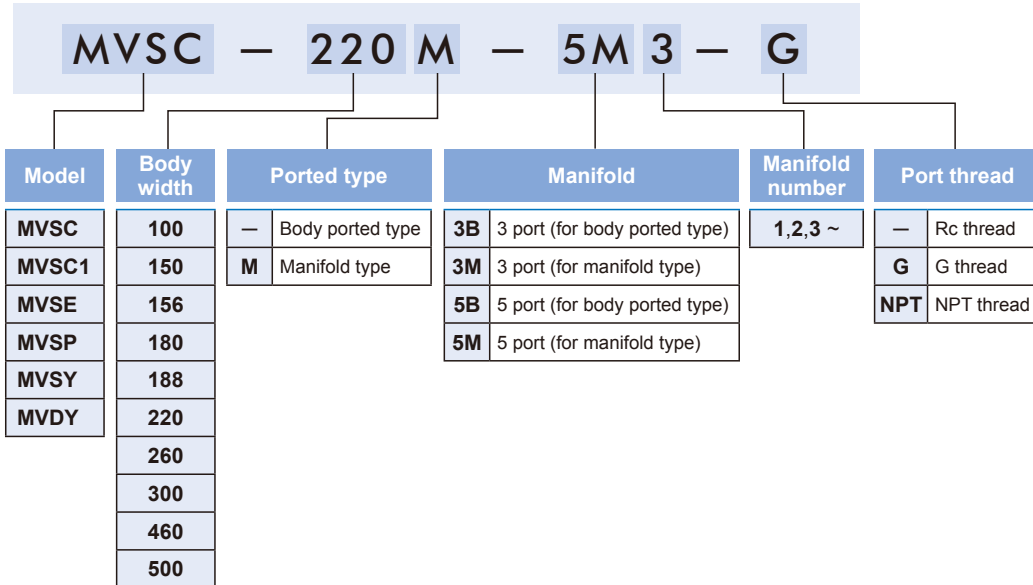 MVSC — 220 M — 5M 3 — G
Model
MVSC
MVSC1
MVSE
MVSP
MVSY
MVDY
Body
width
100
150
156
180
188
220
260
300
460
500
Ported type
— Body ported type
M Manifold type
Manifold
3B 3 port (for body ported type)
3M 3 port (for manifold type)
5B 5 port (for body ported type)
5M 5 port (for manifold type)
Manifold
number
1,2,3 ~
Port thread
— Rc thread
G G thread
NPT NPT thread